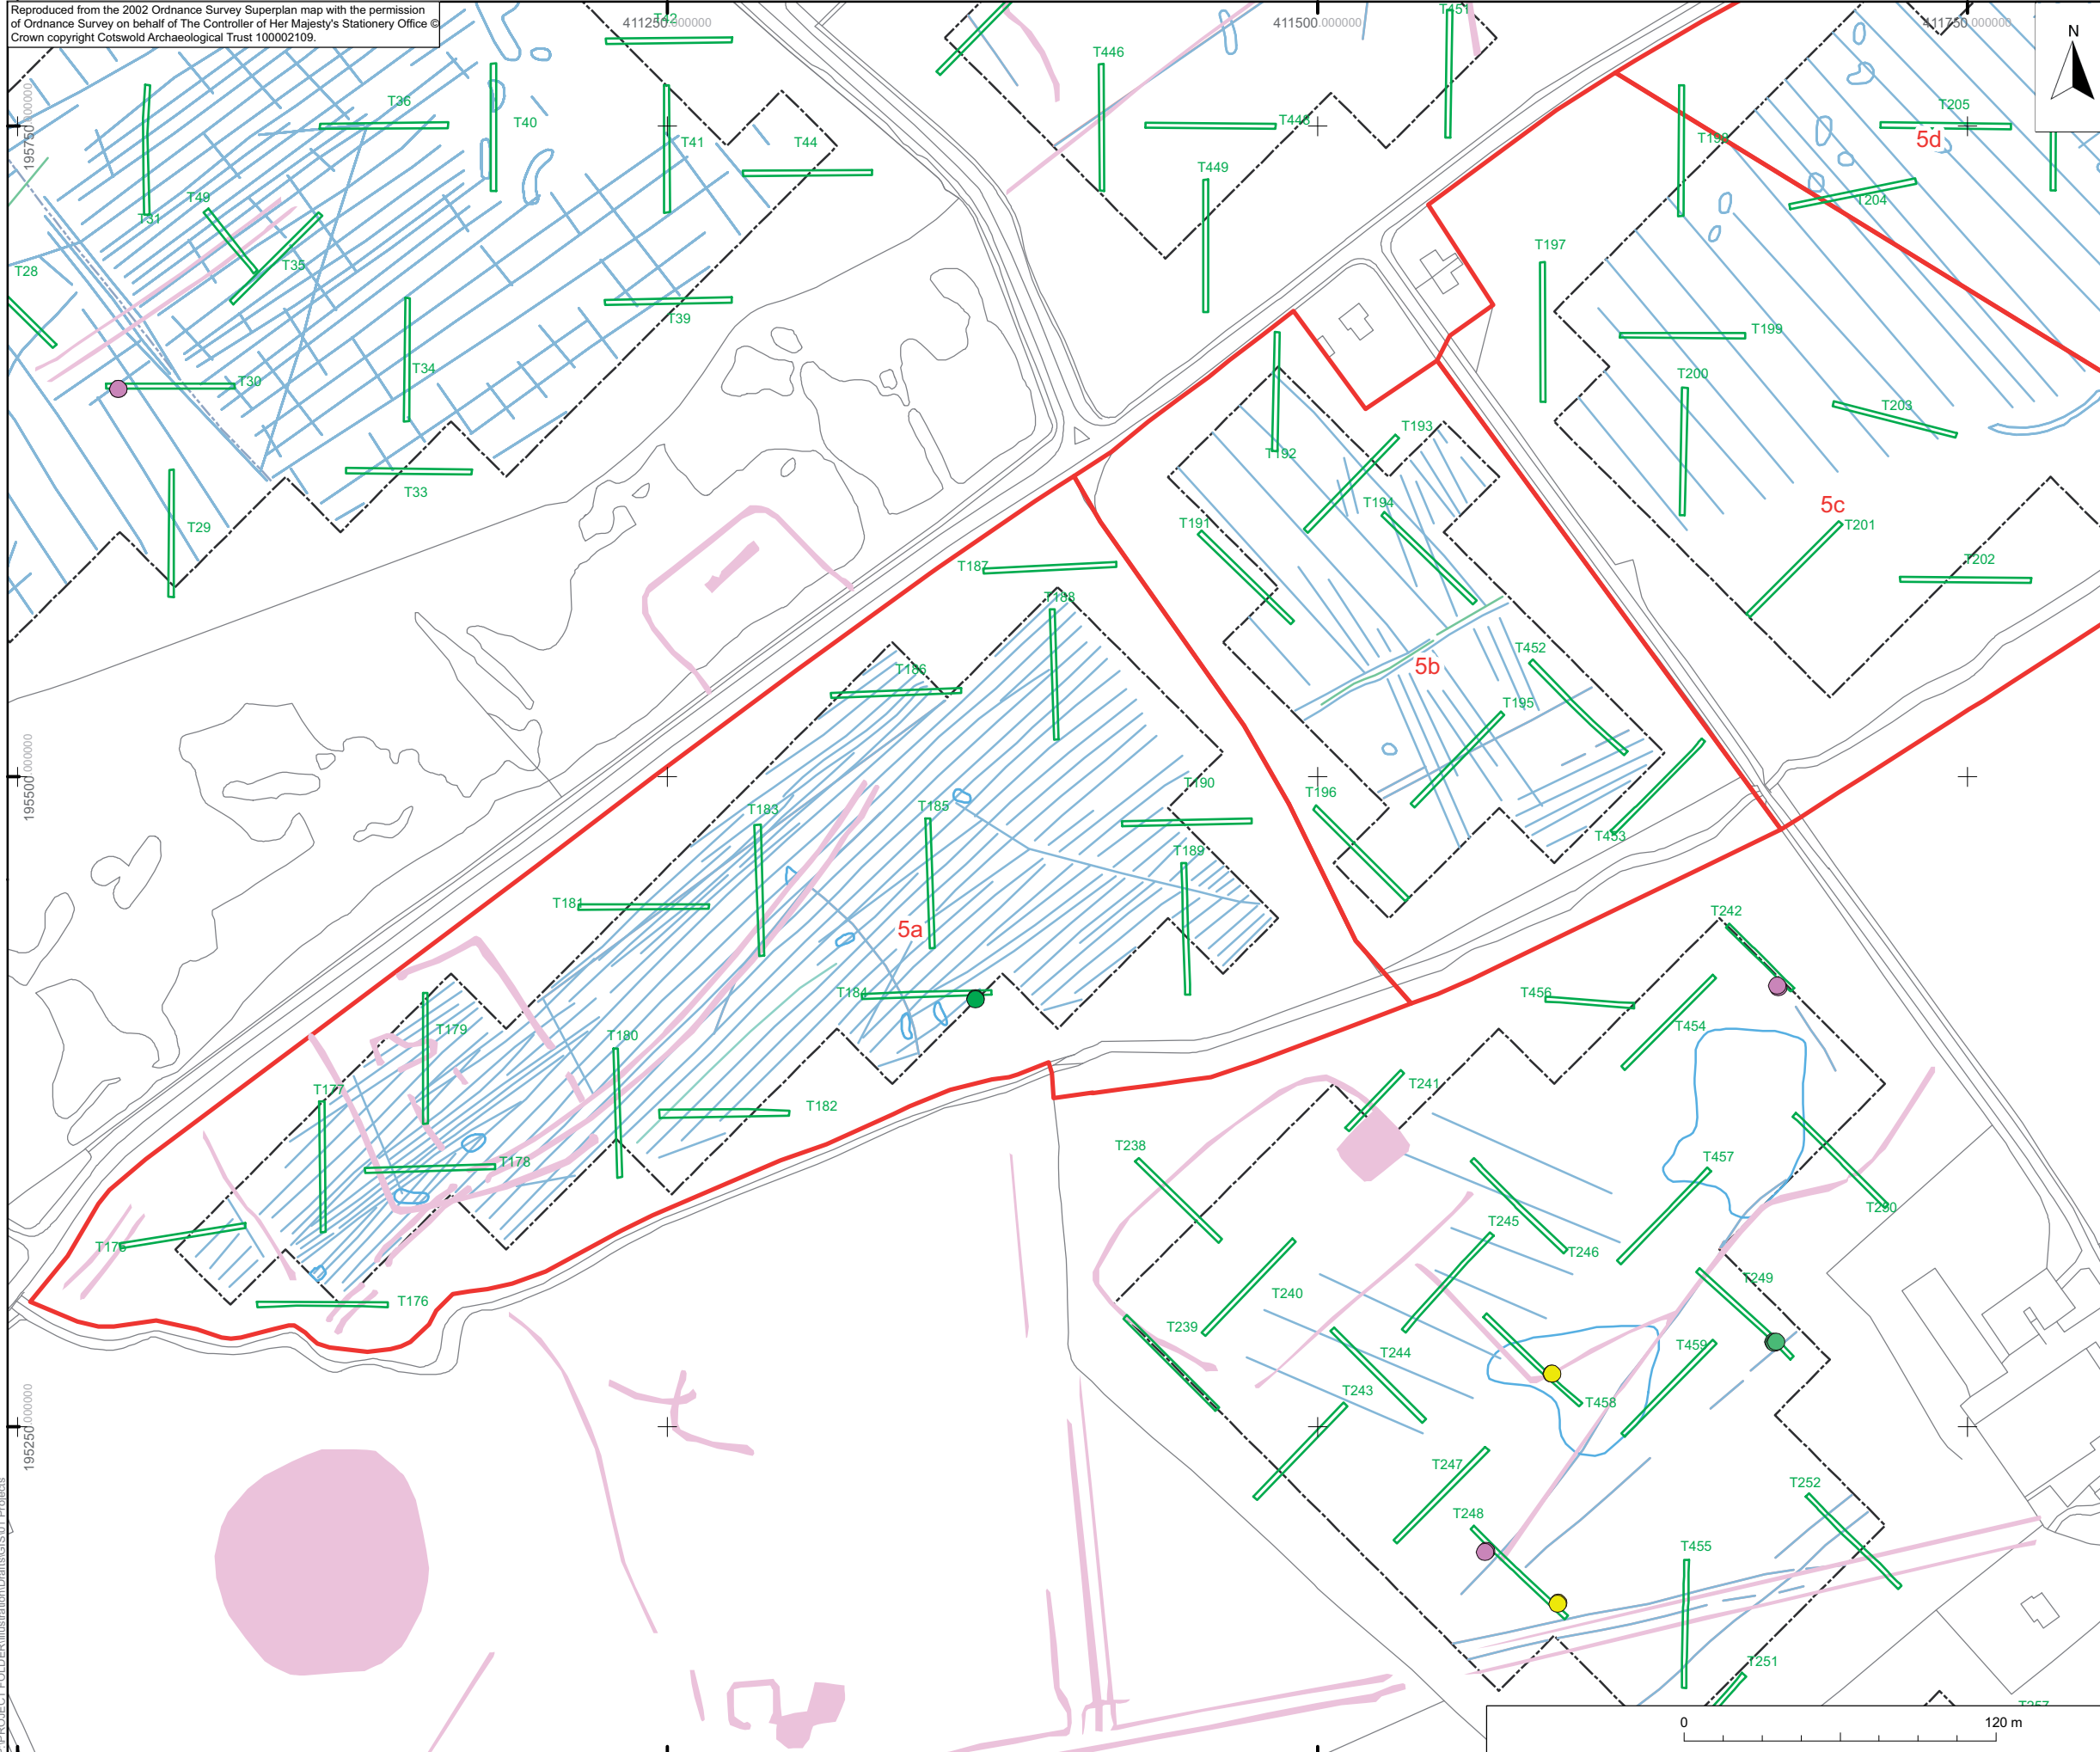 Reproduced from the 2002 Ordnance Survey Superplan map with the permission
of Ordnance Survey on behalf of The Controller of Her Majesty's Stationery Office ©
Crown copyright Cotswold Archaeological Trust 100002109.
411250.000000
411500.000000
411750.000000
N
195750.000000
195500.000000
195250.000000
T42
T451
T446
T448
T449
T36
T40
T41
T44
T31
T49
T35
T28
T39
T34
T30
T33
T29
T205
5d
T198
T204
T197
T199
T200
T203
5c
T201
T202
T193
T192
T194
T191
T187
T188
5b
T452
T186
T195
T190
T183
T185
T196
T453
T189
T181
5a
T184
T242
T456
T454
T179
T180
T177
T182
T241
T178
T238
T457
T176
T245
T246
T250
T176
T240
T249
T239
T244
T459
T243
T458
T247
T252
T248
T455
T251
T257
0
120 m